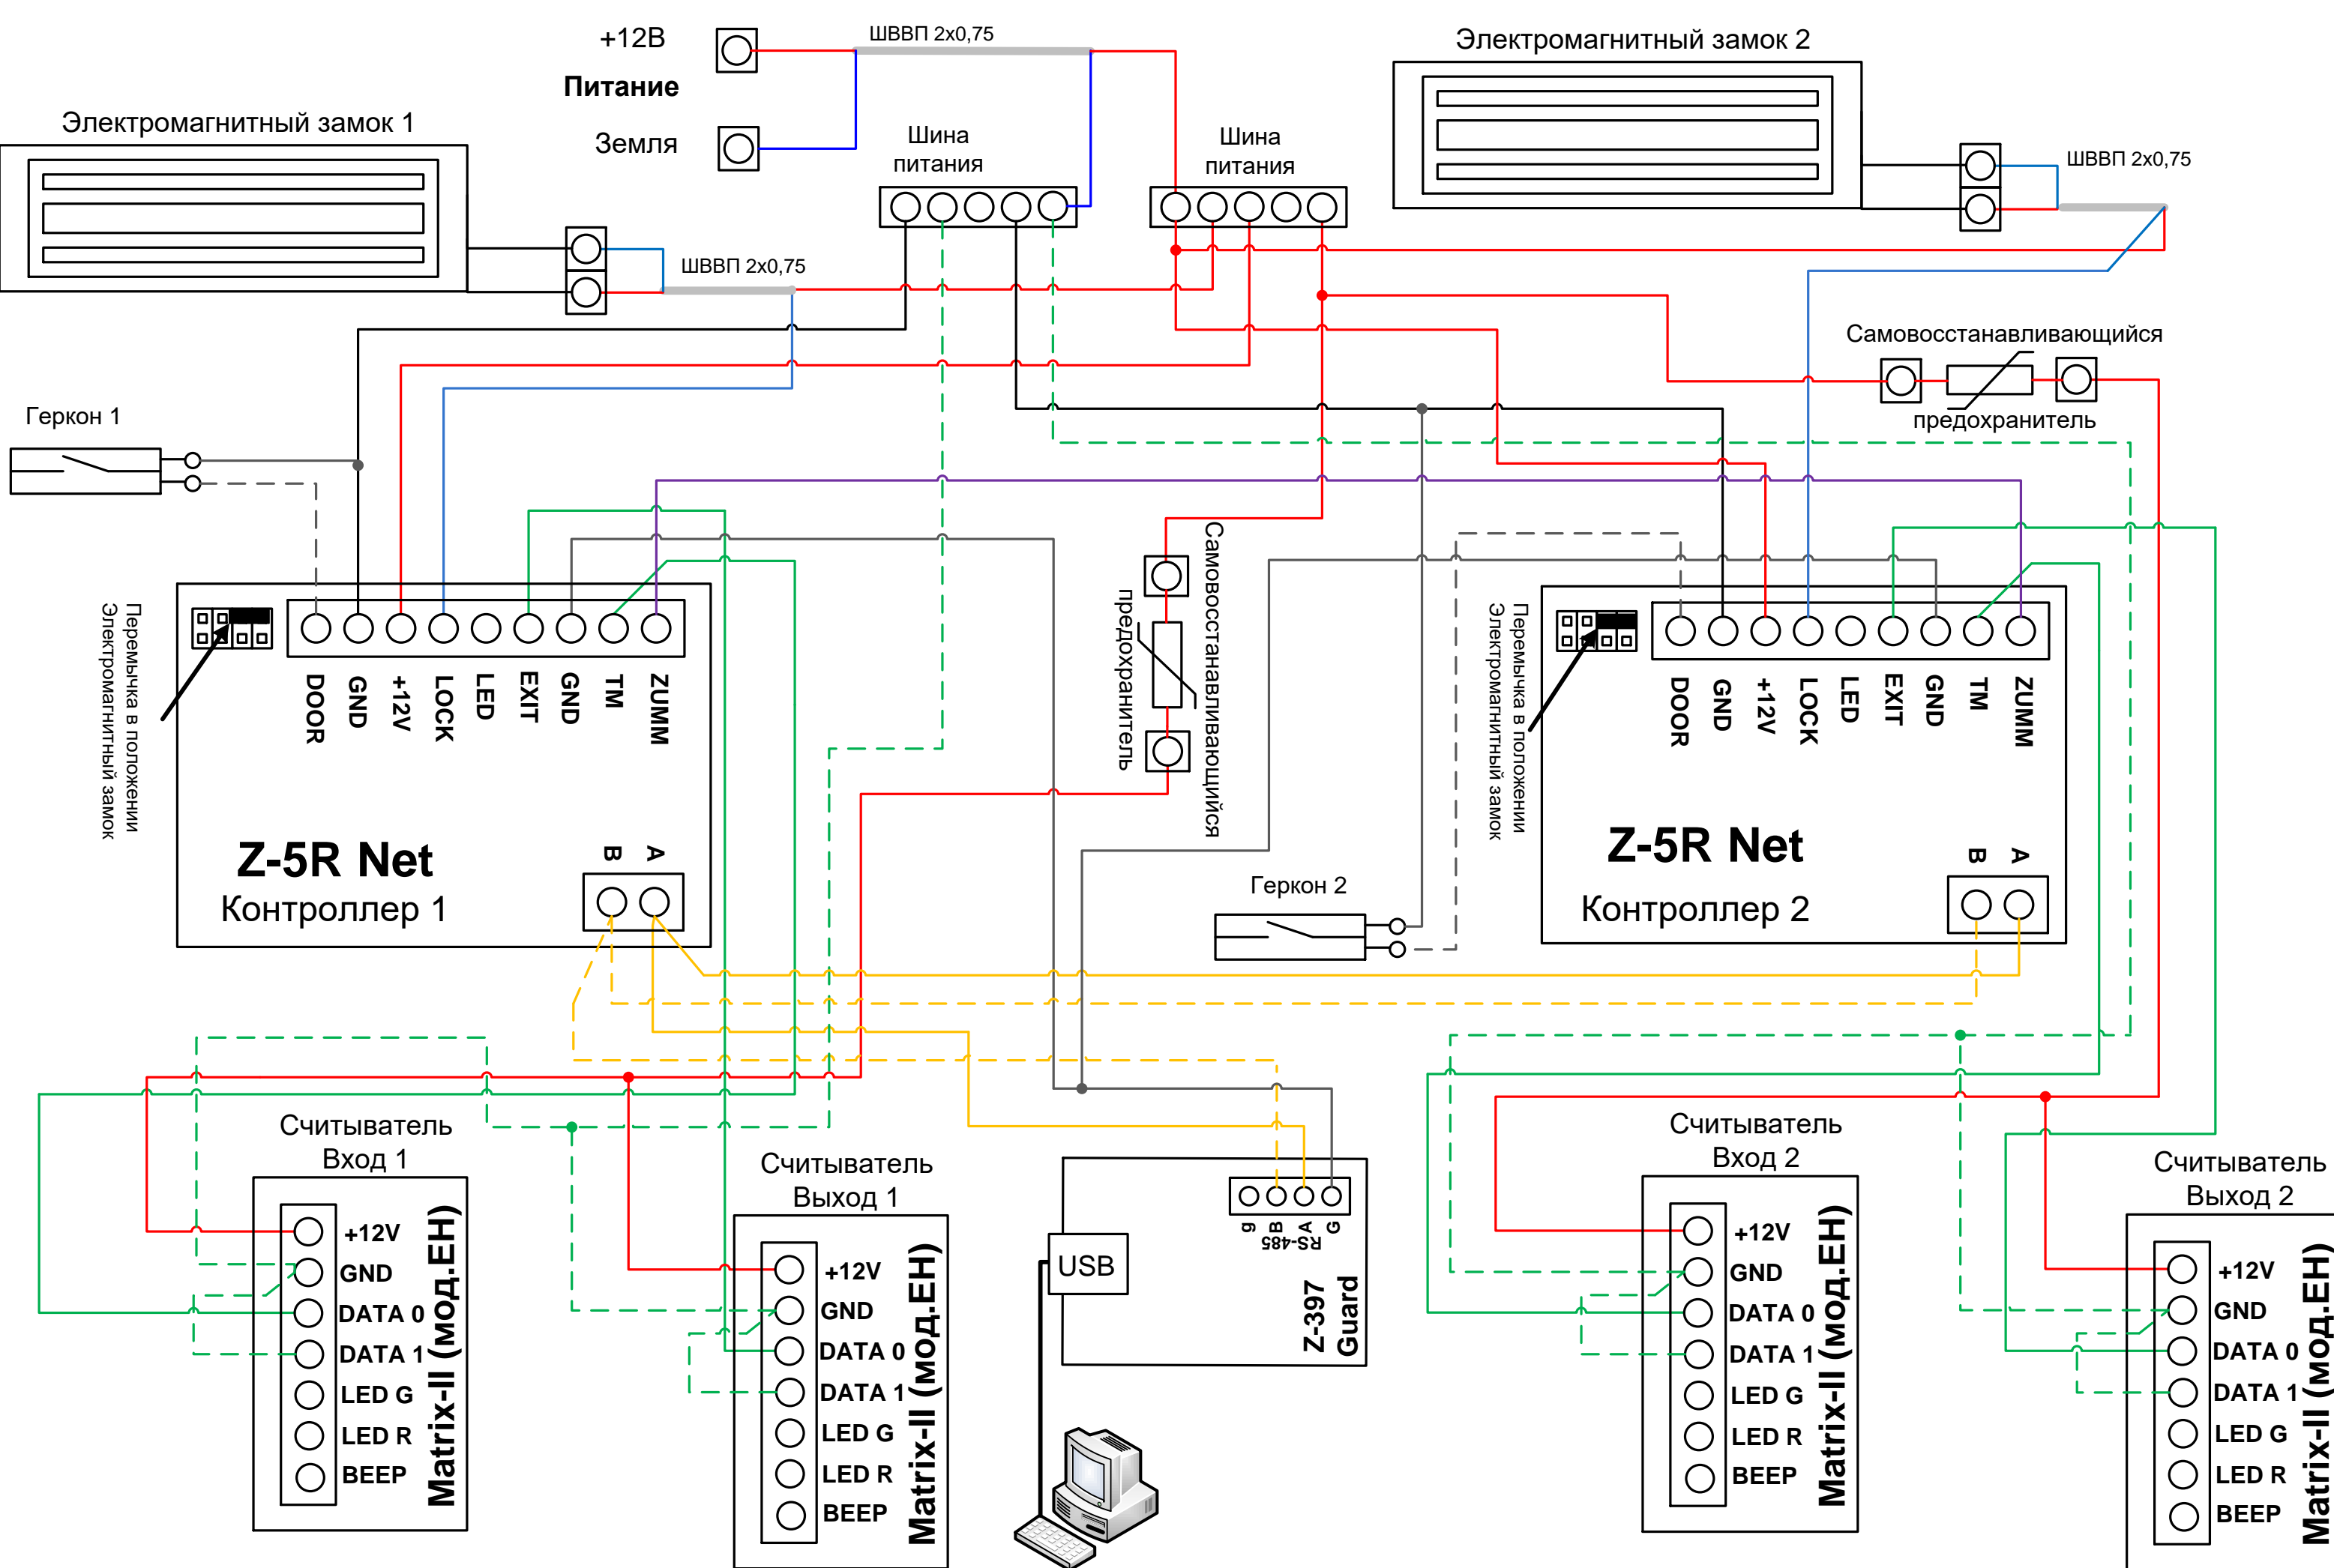 +12В
Питание
Земля
ШВВП 2х0,75
Электромагнитный замок 2
Электромагнитный замок 1
Шина
питания
Шина
питания
ШВВП 2х0,75
ШВВП 2х0,75
Самовосстанавливающийся
предохранитель
Геркон 1
Самовосстанавливающийся
предохранитель
Перемычка в положении
Электромагнитный замок
DOOR
GND
+12V
LOCK
LED
EXIT
GND
TM
ZUMM
Z-5R Net
Контроллер 1
B
A
Перемычка в положении
Электромагнитный замок
DOOR
GND
+12V
LOCK
LED
EXIT
GND
TM
ZUMM
Z-5R Net
Контроллер 2
B
A
Геркон 2
Считыватель
Вход 1
+12V
GND
DATA 0
DATA 1
LED G
LED R
BEEP
Matrix-II (мод.EH)
Считыватель
Выход 1
+12V
GND
DATA 0
DATA 1
LED G
LED R
BEEP
Matrix-II (мод.EH)
g
B
A
G
RS-485
USB
Z-397
Guard
Считыватель
Вход 2
+12V
GND
DATA 0
DATA 1
LED G
LED R
BEEP
Matrix-II (мод.EH)
Считыватель
Выход 2
+12V
GND
DATA 0
DATA 1
LED G
LED R
BEEP
Matrix-II (мод.EH)